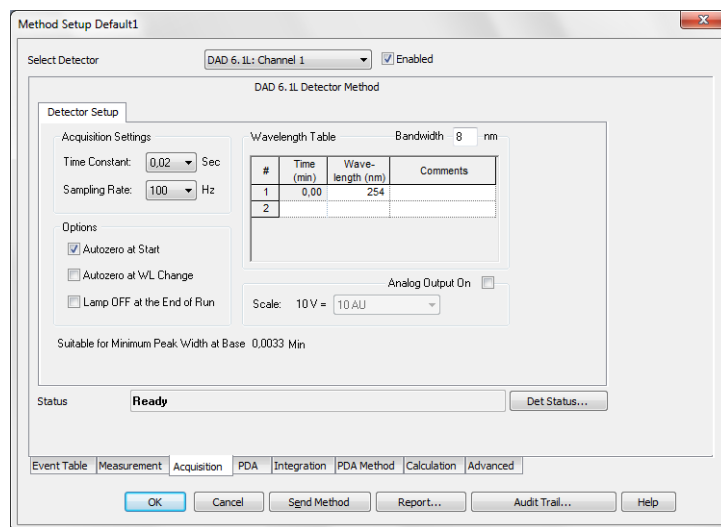 Method Setup Default1
Select Detector DAD 6.1L: Channel 1 Enabled
DAD 6.1L Detector Method
Detector Setup
Acquisition Settings
Time Constant: 0,02 Sec
Sampling Rate: 100 Hz
Wavelength Table Bandwidth 8 nm
# Time (min) Wave-length (nm) Comments
1 0,00 254
2
Options
Autozero at Start
Autozero at WL Change
Lamp OFF at the End of Run
Analog Output On
Scale: 10 V = 10 AU
Suitable for Minimum Peak Width at Base 0,0033 Min
Status Ready Det Status...
Event Table Measurement Acquisition PDA Integration PDA Method Calculation Advanced
OK Cancel Send Method Report... Audit Trail... Help